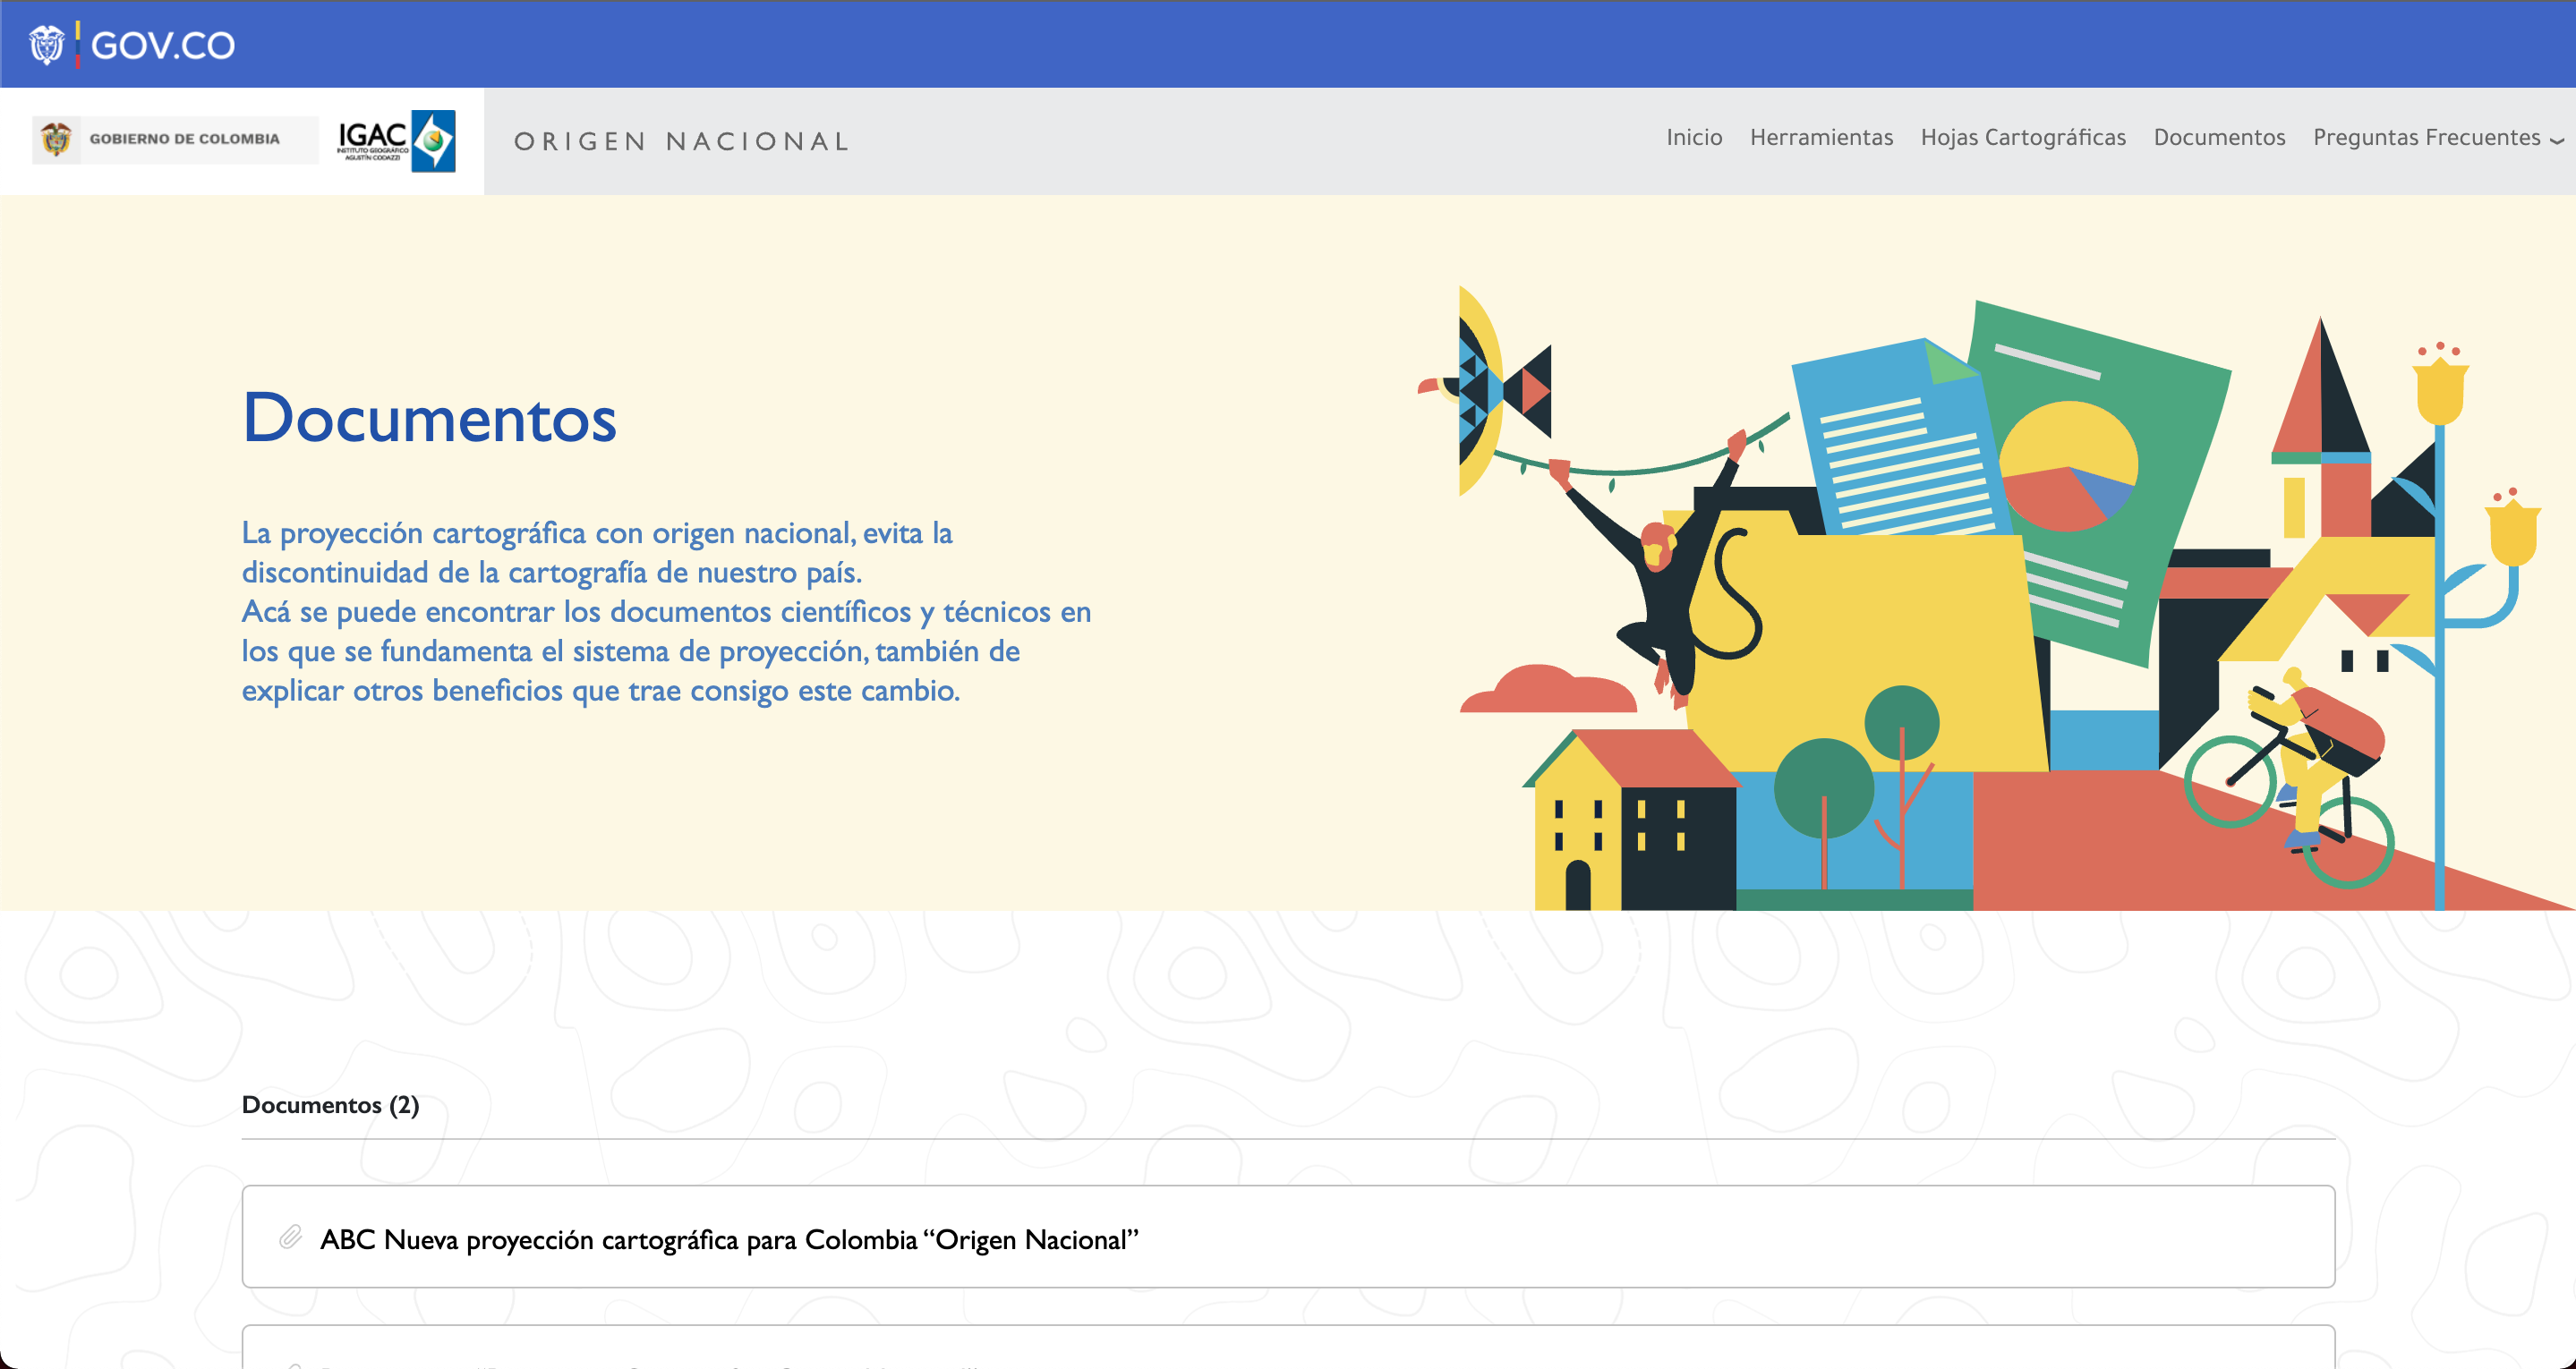 GOV.CO
GOBIERNO DE COLOMBIA
IGAC
INSTITUTO GEOGRÁFICO
AGUSTÍN CODAZZI
ORIGEN NACIONAL
Inicio Herramientas Hojas Cartográficas Documentos Preguntas Frecuentes
Documentos
La proyección cartográfica con origen nacional, evita la
discontinuidad de la cartografía de nuestro país.
Acá se puede encontrar los documentos científicos y técnicos en
los que se fundamenta el sistema de proyección, también de
explicar otros beneficios que trae consigo este cambio.
Documentos (2)
ABC Nueva proyección cartográfica para Colombia “Origen Nacional”